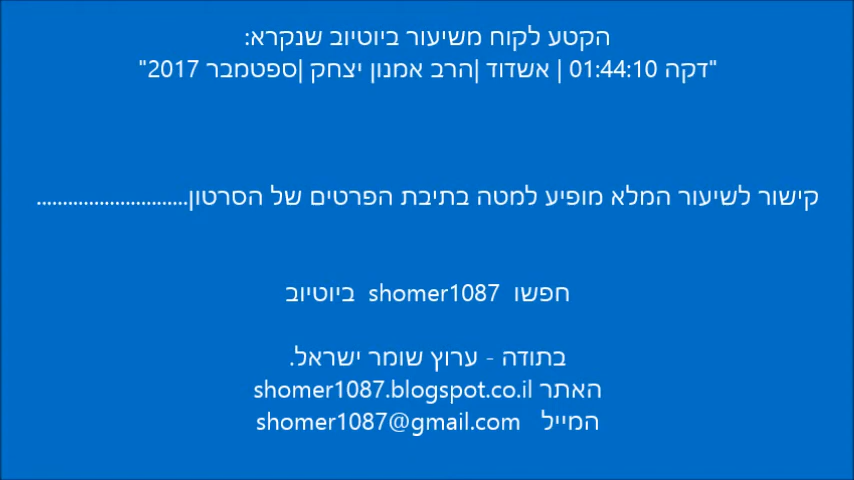 הקטע לקוח משיעור ביוטיוב שנקרא:
"דקה 01:44:10 | אשדוד |הרב אמנון יצחק |ספטמבר 2017"
קישור לשיעור המלא מופיע למטה בתיבת הפרטים של הסרטון.............................
חפשו shomer1087 ביוטיוב
בתודה - ערוץ שומר ישראל.
האתר shomer1087.blogspot.co.il
המייל shomer1087@gmail.com